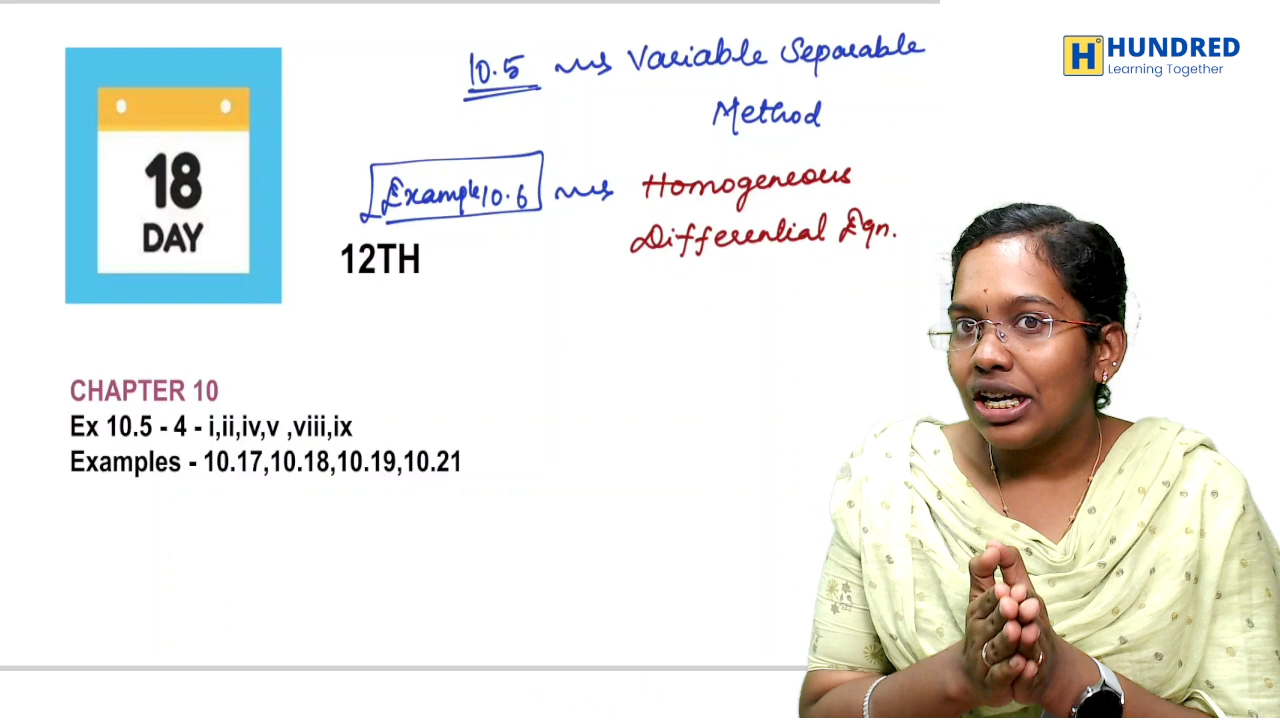 HUNDRED
Learning Together
10.5 Variable Separable
Method
Example 10.6 Homogeneous
Differential Eqn.
18
DAY
12TH
CHAPTER 10
Ex 10.5 - 4 - i,ii,iv,v ,viii,ix
Examples - 10.17,10.18,10.19,10.21